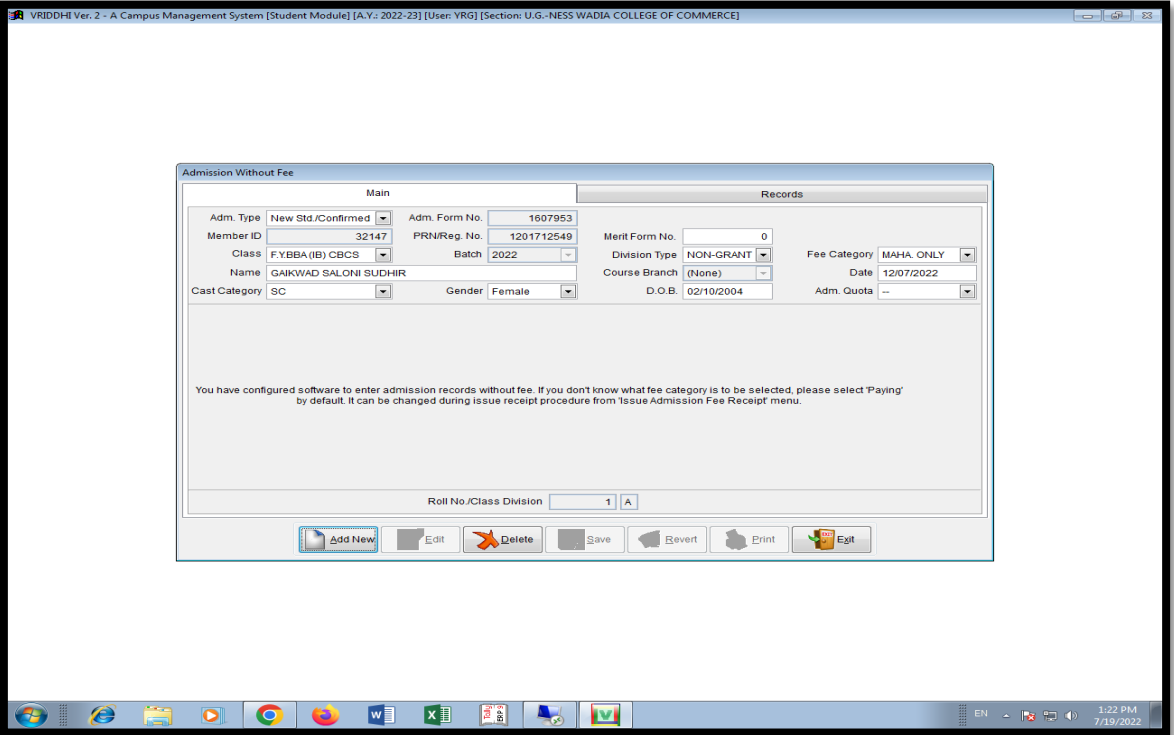 VRIDDHI Ver. 2 - A Campus Management System [Student Module] [A.Y.: 2022-23] [User: YRG] [Section: U.G.-NESS WADIA COLLEGE OF COMMERCE]
Admission Without Fee
Main Records
Adm. Type New Std./Confirmed Adm. Form No. 1607953
Member ID 32147 PRN/Reg. No. 1201712549 Merit Form No. 0
Class F.Y.BBA (IB) CBCS Batch 2022 Division Type NON-GRANT Fee Category MAHA. ONLY
Name GAIKWAD SALONI SUDHIR Course Branch (None) Date 12/07/2022
Cast Category SC Gender Female D.O.B. 02/10/2004 Adm. Quota --
You have configured software to enter admission records without fee. If you don't know what fee category is to be selected, please select 'Paying'
by default. It can be changed during issue receipt procedure from 'Issue Admission Fee Receipt' menu.
Roll No./Class Division 1 A
Add New Edit Delete Save Revert Print EXIT Exit
Tally ERP 9
EN 1:22 PM
7/19/2022